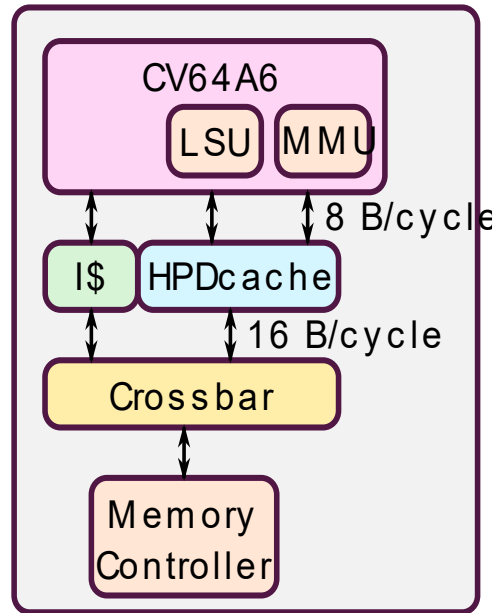 CV64A6
LSU
MMU
8 B/cycle
I$
HPDcache
16 B/cycle
Crossbar
Memory
Controller